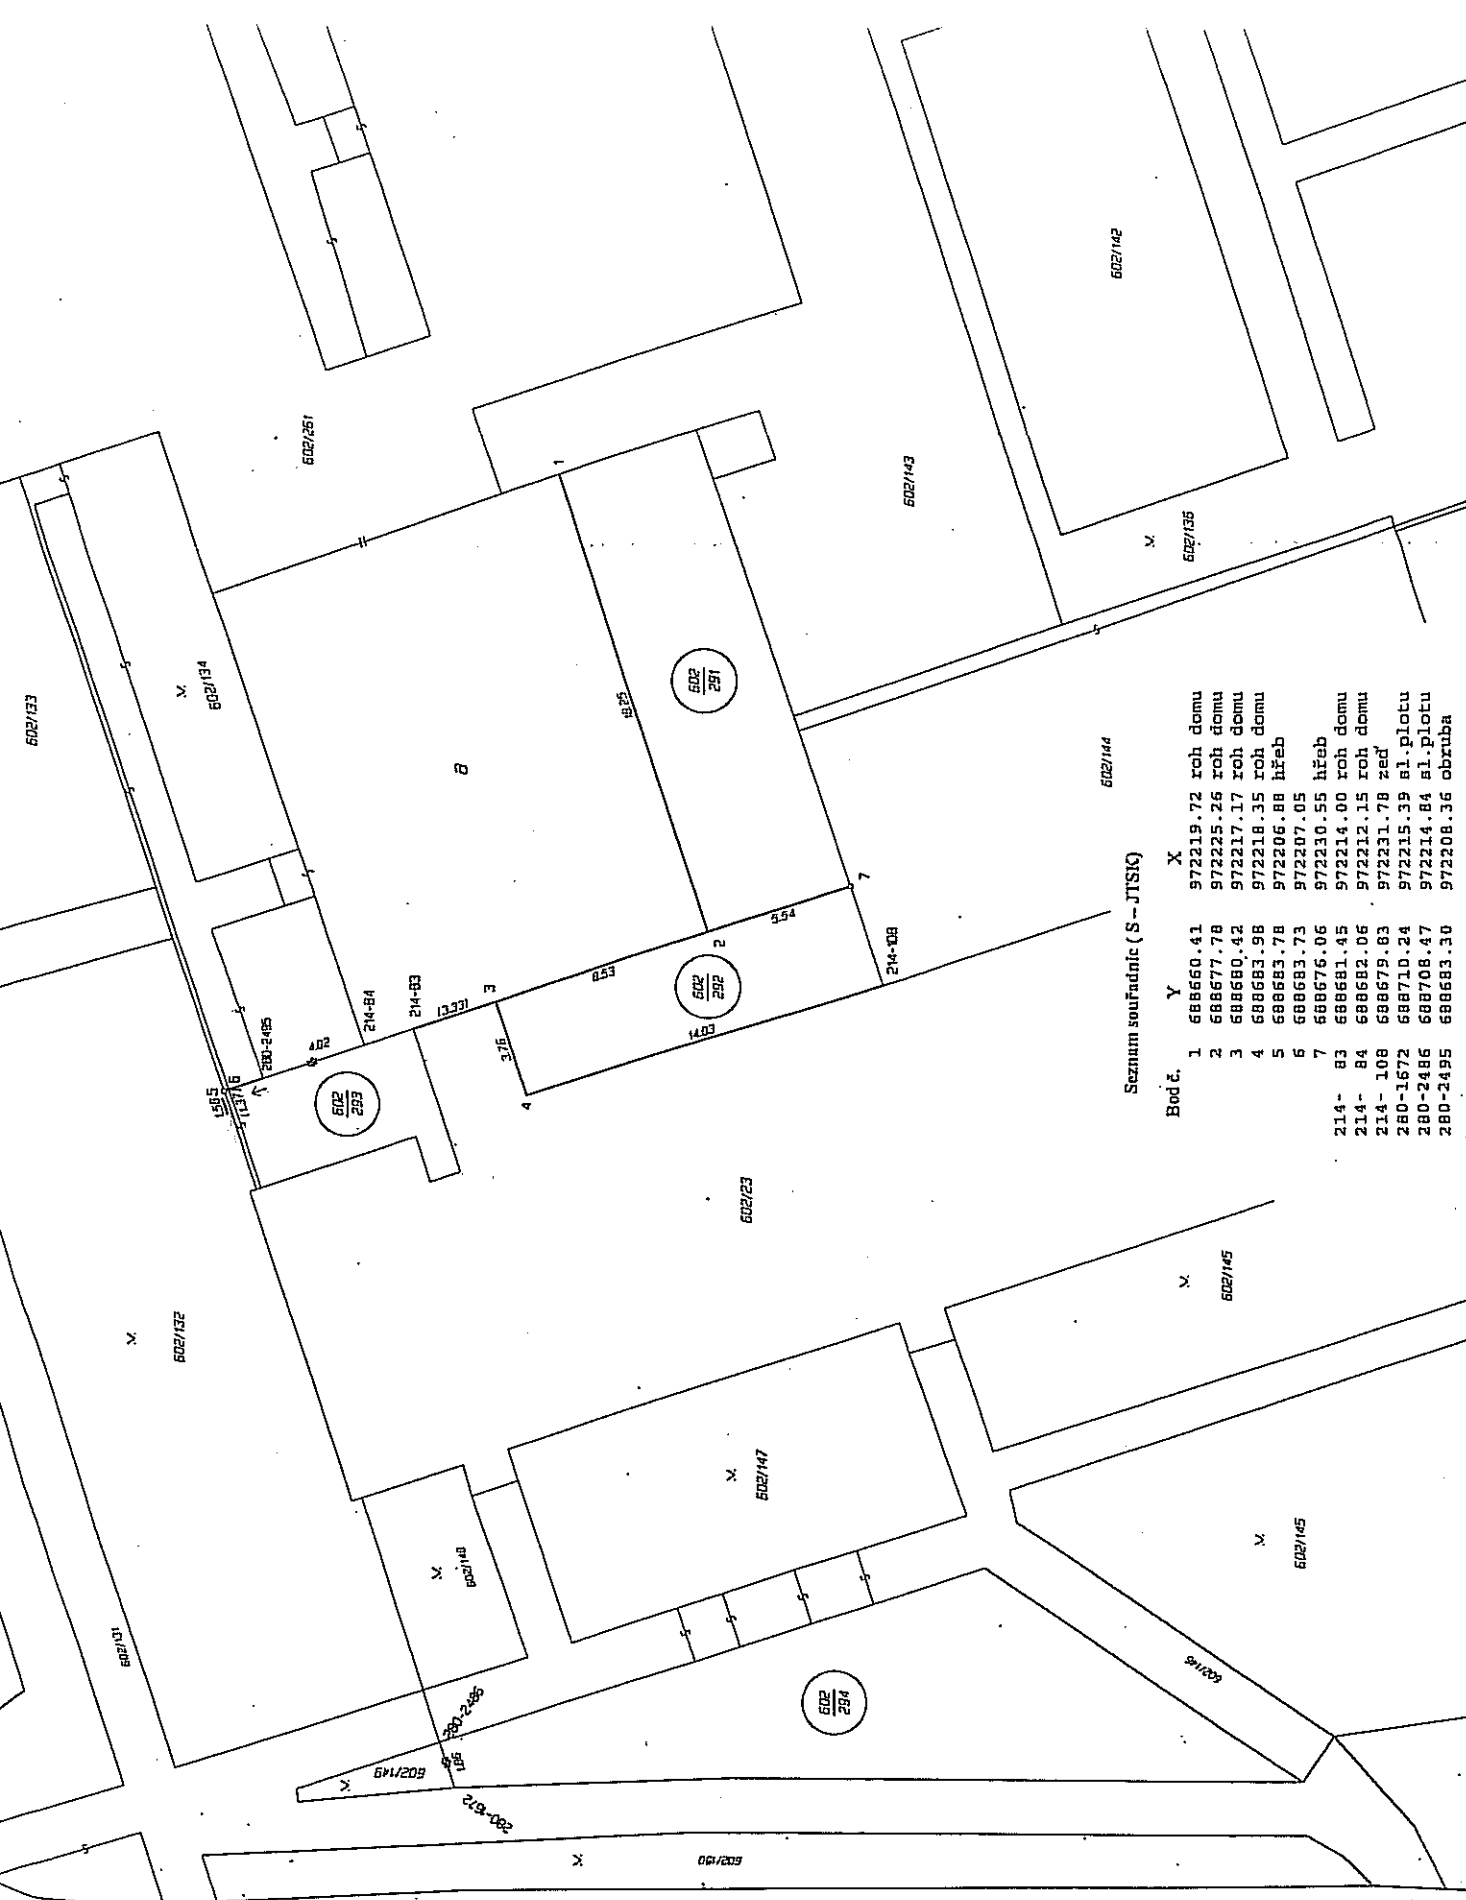 602/133
602/134
602/261
602/142
602/143
602/136
602/144
a
18.25
602
291
602
292
602
293
602
294
1
2
3
4
7
5.54
8.53
14.03
3.76
(3.33)
4.02
214-83
214-84
214-108
280-2495
602/132
602/131
602/23
602/147
602/145
602/145
602/149
602/150
280-2486
280-1672
1.86
Seznam souřadnic ( S – JTSK)
Bod č. Y X
1 688660.41 972219.72 roh domu
2 688677.78 972225.26 roh domu
3 688680.42 972217.17 roh domu
4 688683.98 972218.35 roh domu
5 688683.78 972206.88 hřeb
6 688683.73 972207.05
7 688676.06 972230.55 hřeb
214- 83 688681.45 972214.00 roh domu
214- 84 688682.06 972212.15 roh domu
214- 108 688679.83 972231.78 zeď
280-1672 688710.24 972215.39 sl.plotu
280-2486 688708.47 972214.84 sl.plotu
280-2495 688683.30 972208.36 obruba